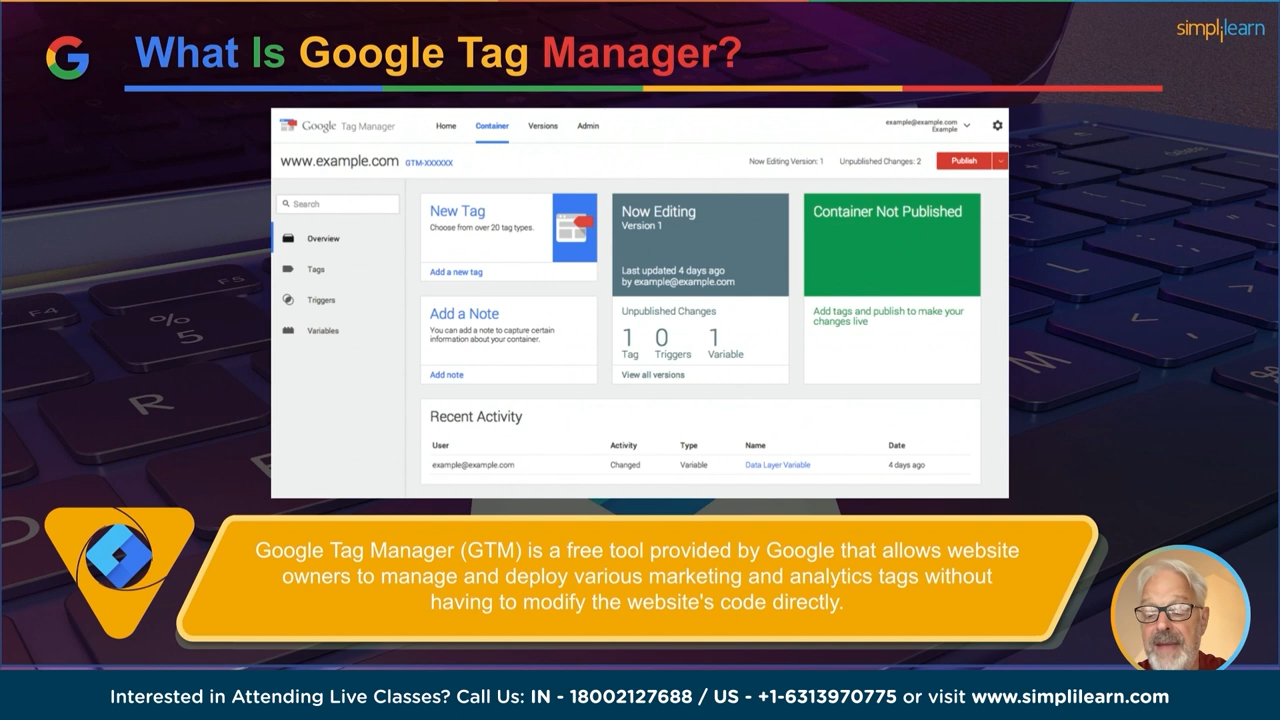 What Is Google Tag Manager?
simplilearn
Google Tag Manager
Home
Container
Versions
Admin
example@example.com
Example
www.example.com GTM-XXXXXX
Now Editing Version: 1
Unpublished Changes: 2
Publish
Search
Overview
Tags
Triggers
Variables
New Tag
Choose from over 20 tag types.
Add a new tag
Add a Note
You can add a note to capture certain
information about your container.
Add note
Now Editing
Version 1
Last updated 4 days ago
by example@example.com
Unpublished Changes
1 0 1
Tag Triggers Variable
View all versions
Container Not Published
Add tags and publish to make your
changes live
Recent Activity
User Activity Type Name Date
example@example.com Changed Variable Data Layer Variable 4 days ago
F4
F5
%
5
R
E
M
Google Tag Manager (GTM) is a free tool provided by Google that allows website
owners to manage and deploy various marketing and analytics tags without
having to modify the website's code directly.
Interested in Attending Live Classes? Call Us: IN - 18002127688 / US - +1-6313970775 or visit www.simplilearn.com